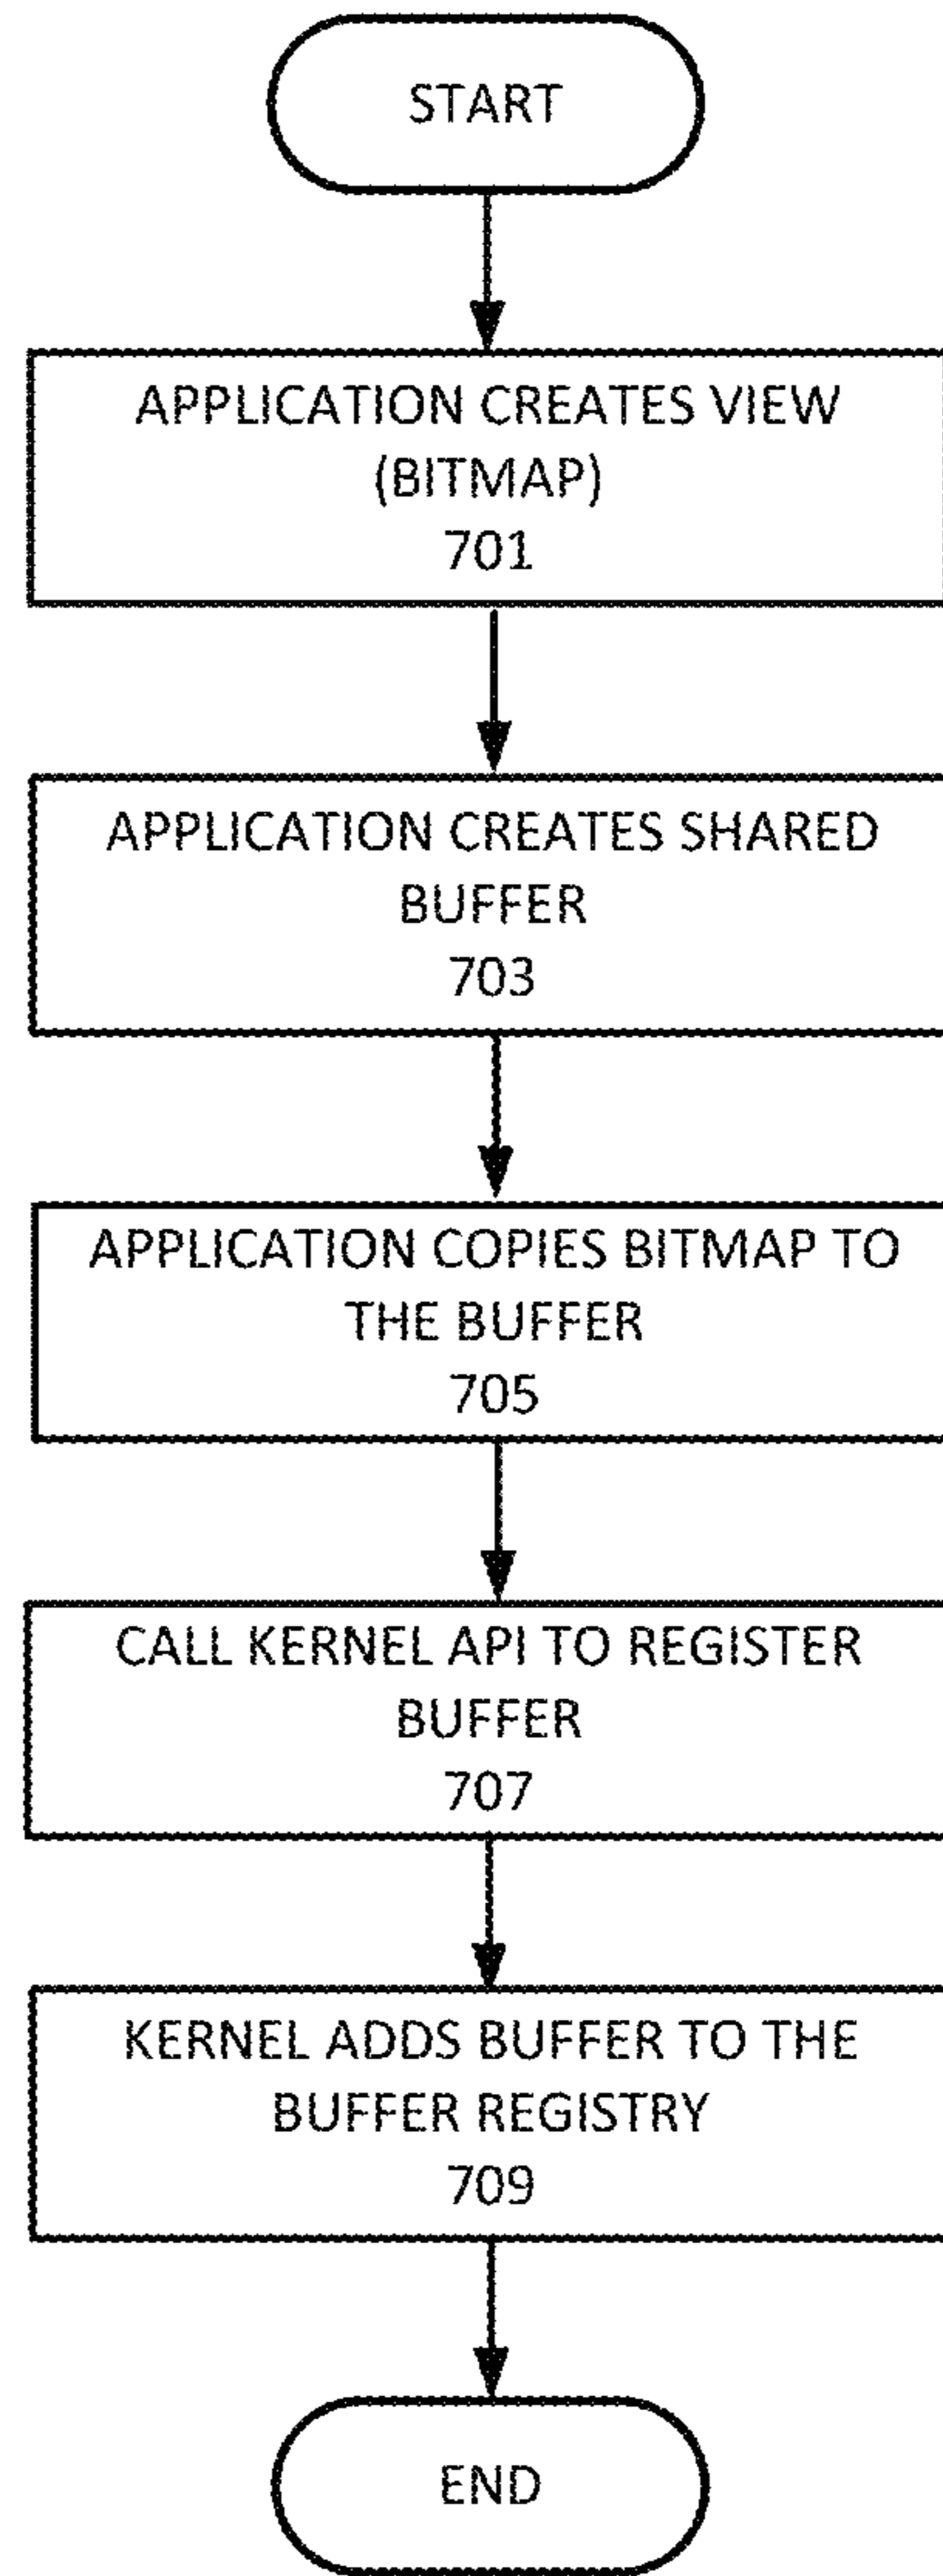 START
APPLICATION CREATES VIEW
(BITMAP)
701
APPLICATION CREATES SHARED
BUFFER
703
APPLICATION COPIES BITMAP TO
THE BUFFER
705
CALL KERNEL API TO REGISTER
BUFFER
707
KERNEL ADDS BUFFER TO THE
BUFFER REGISTRY
709
END